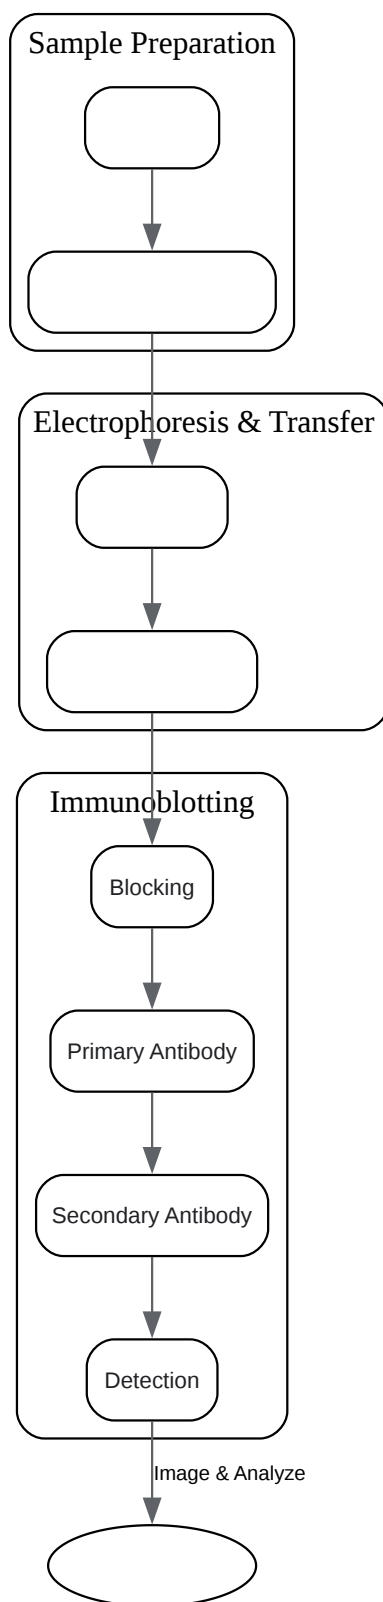 Sample Preparation
Electrophoresis & Transfer
Immunoblotting
Blocking
Primary Antibody
Secondary Antibody
Detection
Image & Analyze